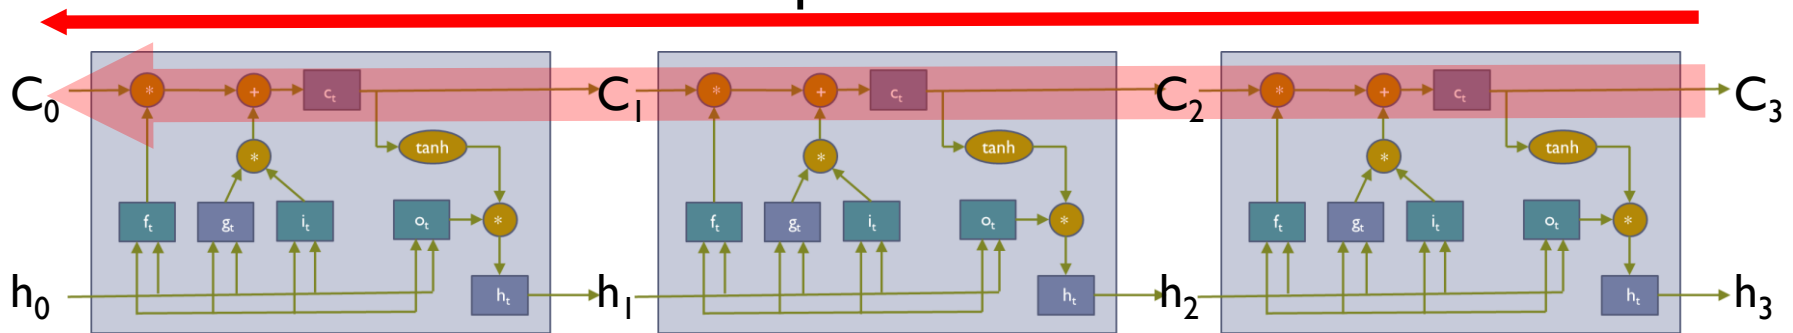 C0 * + ct C1 * + ct C2 * + ct C3
tanh tanh tanh
* * *
ft gt it ot * ft gt it ot * ft gt it ot *
h0 ht h1 ht h2 ht h3